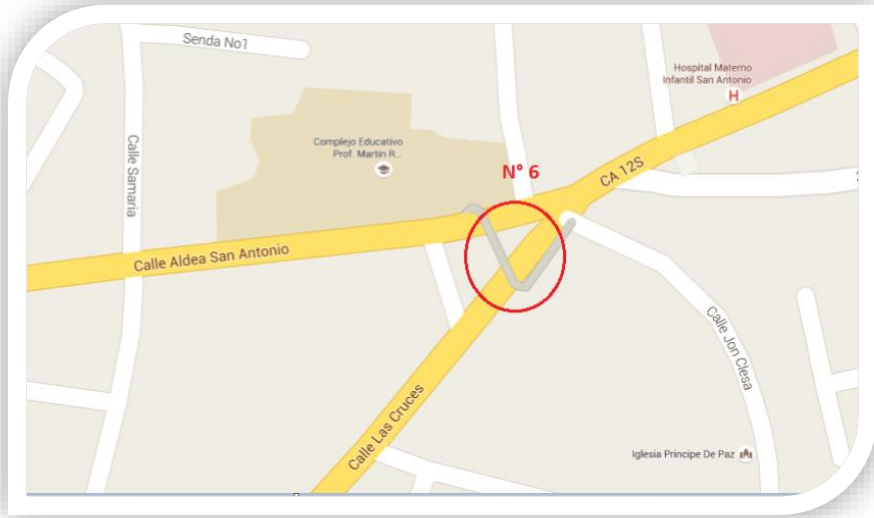 Senda No1
Hospital Materno
Infantil San Antonio
H
Complejo Educativo
Prof. Martin R...
N° 6
CA 12S
Calle Samaria
Calle Aldea San Antonio
Calle Jon Clesa
Calle Las Cruces
Iglesia Principe De Paz